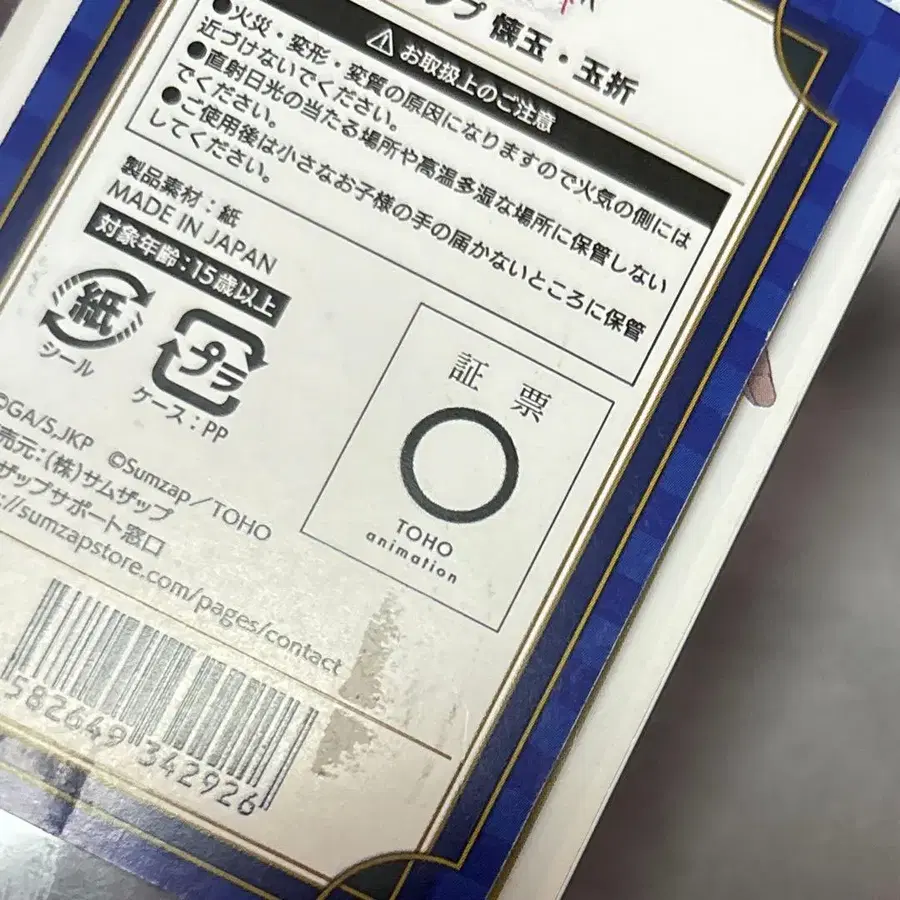 プ 懐玉・玉折
⚠ お取扱上のご注意
●火災・変形・変質の原因になりますので火気の側には
近づけないでください。
●直射日光の当たる場所や高温多湿な場所に保管しない
でください。
●ご使用後は小さなお子様の手の届かないところに保管
してください。
製品素材：紙
MADE IN JAPAN
対象年齢：15歳以上
紙
シール
プラ
ケース：PP
©GA/S,JKP ©Sumzap／TOHO
売元：(株)サムザップ
ザップサポート窓口
://sumzapstore.com/pages/contact
証票
TOHO
animation
582649 342926